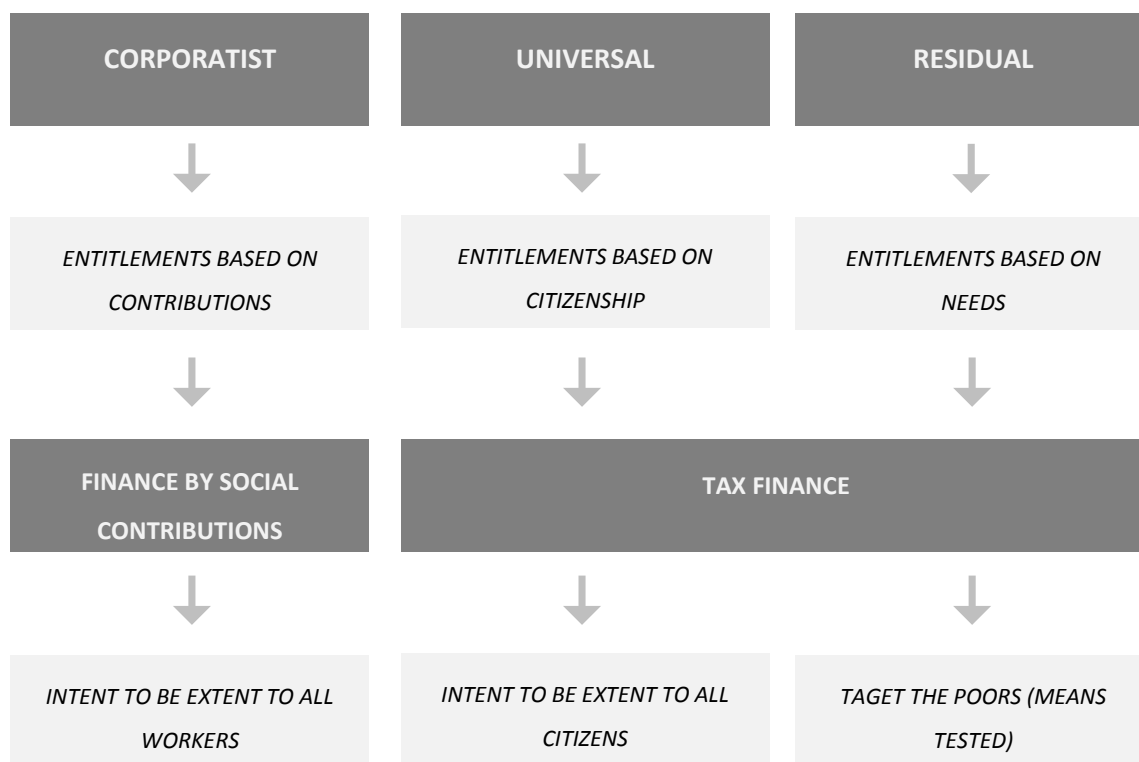 CORPORATIST
UNIVERSAL
RESIDUAL
ENTITLEMENTS BASED ON
CONTRIBUTIONS
ENTITLEMENTS BASED ON
CITIZENSHIP
ENTITLEMENTS BASED ON
NEEDS
FINANCE BY SOCIAL
CONTRIBUTIONS
TAX FINANCE
INTENT TO BE EXTENT TO ALL
WORKERS
INTENT TO BE EXTENT TO ALL
CITIZENS
TAGET THE POORS (MEANS
TESTED)